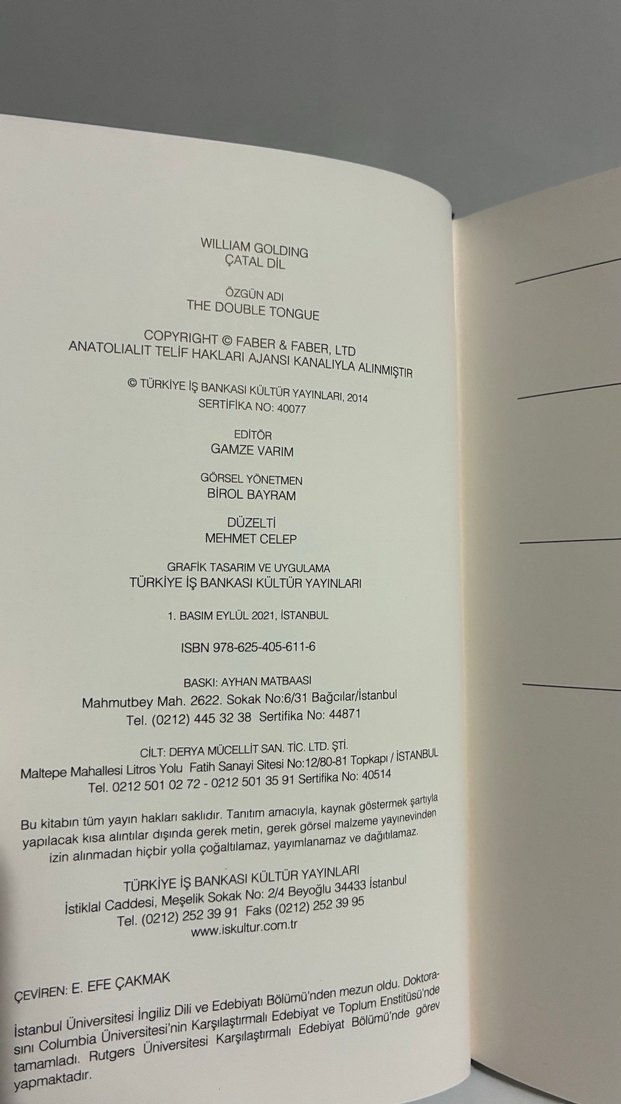 WILLIAM GOLDING
ÇATAL DİL
ÖZGÜN ADI
THE DOUBLE TONGUE
COPYRIGHT © FABER & FABER, LTD
ANATOLIALIT TELİF HAKLARI AJANSI KANALIYLA ALINMIŞTIR
© TÜRKİYE İŞ BANKASI KÜLTÜR YAYINLARI, 2014
SERTİFİKA NO: 40077
EDİTÖR
GAMZE VARIM
GÖRSEL YÖNETMEN
BİROL BAYRAM
DÜZELTİ
MEHMET CELEP
GRAFİK TASARIM VE UYGULAMA
TÜRKİYE İŞ BANKASI KÜLTÜR YAYINLARI
1. BASIM EYLÜL 2021, İSTANBUL
ISBN 978-625-405-611-6
BASKI: AYHAN MATBAASI
Mahmutbey Mah. 2622. Sokak No:6/31 Bağcılar/İstanbul
Tel. (0212) 445 32 38 Sertifika No: 44871
CİLT: DERYA MÜCELLİT SAN. TİC. LTD. ŞTİ.
Maltepe Mahallesi Litros Yolu Fatih Sanayi Sitesi No:12/80-81 Topkapı / İSTANBUL
Tel. 0212 501 02 72 - 0212 501 35 91 Sertifika No: 40514
Bu kitabın tüm yayın hakları saklıdır. Tanıtım amacıyla, kaynak göstermek şartıyla
yapılacak kısa alıntılar dışında gerek metin, gerek görsel malzeme yayınevinden
izin alınmadan hiçbir yolla çoğaltılamaz, yayımlanamaz ve dağıtılamaz.
TÜRKİYE İŞ BANKASI KÜLTÜR YAYINLARI
İstiklal Caddesi, Meşelik Sokak No: 2/4 Beyoğlu 34433 İstanbul
Tel. (0212) 252 39 91 Faks (0212) 252 39 95
www.iskultur.com.tr
ÇEVİREN: E. EFE ÇAKMAK
İstanbul Üniversitesi İngiliz Dili ve Edebiyatı Bölümü'nden mezun oldu. Doktora-
sını Columbia Üniversitesi'nin Karşılaştırmalı Edebiyat ve Toplum Enstitüsü'nde
tamamladı. Rutgers Üniversitesi Karşılaştırmalı Edebiyat Bölümü'nde görev
yapmaktadır.